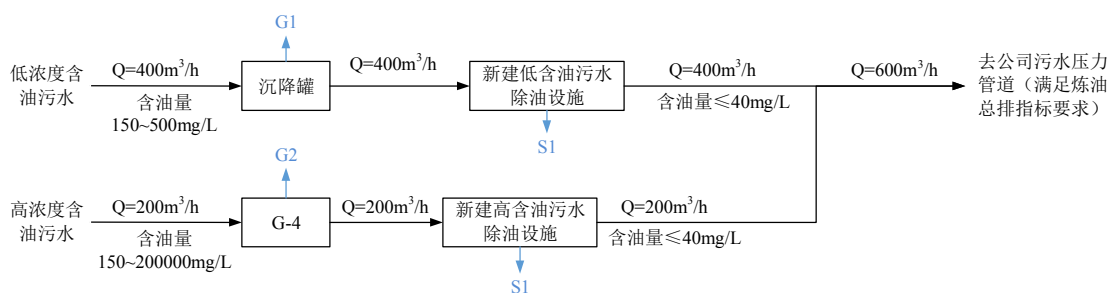 G1
低浓度含
油污水
Q=400m³/h
含油量
150~500mg/L
沉降罐
Q=400m³/h
新建低含油污水
除油设施
S1
Q=400m³/h
含油量≤40mg/L
Q=600m³/h
去公司污水压力
管道（满足炼油
总排指标要求）
G2
高浓度含
油污水
Q=200m³/h
含油量
150~200000mg/L
G-4
Q=200m³/h
新建高含油污水
除油设施
S1
Q=200m³/h
含油量≤40mg/L